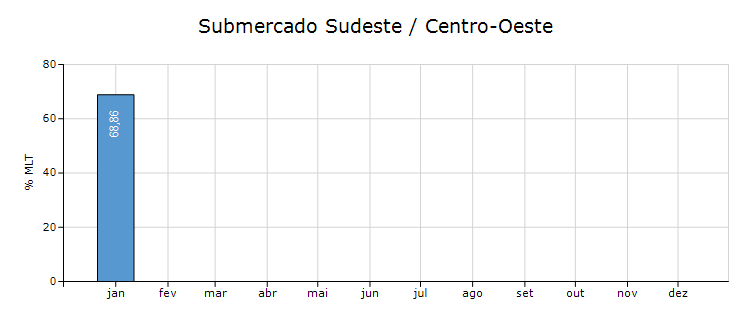 Submercado Sudeste / Centro-Oeste
% MLT
80
60
40
20
0
68,86
jan fev mar abr mai jun jul ago set out nov dez